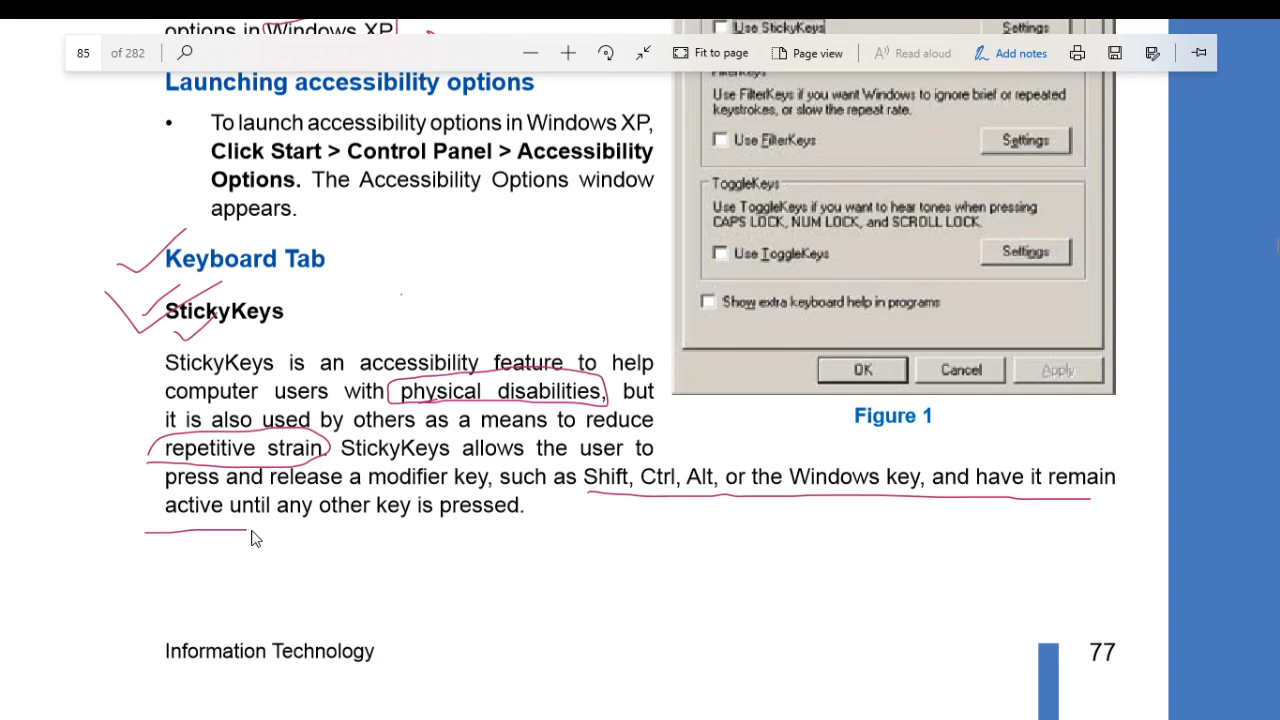 options in Windows XP
85 of 282 Fit to page Page view Read aloud Add notes
Launching accessibility options
• To launch accessibility options in Windows XP,
Click Start > Control Panel > Accessibility
Options. The Accessibility Options window
appears.
Keyboard Tab
StickyKeys
StickyKeys is an accessibility feature to help
computer users with physical disabilities, but
it is also used by others as a means to reduce
repetitive strain. StickyKeys allows the user to
press and release a modifier key, such as Shift, Ctrl, Alt, or the Windows key, and have it remain
active until any other key is pressed.
Use StickyKeys Settings
FilterKeys
Use FilterKeys if you want Windows to ignore brief or repeated
keystrokes, or slow the repeat rate.
Use FilterKeys Settings
ToggleKeys
Use ToggleKeys if you want to hear tones when pressing
CAPS LOCK, NUM LOCK, and SCROLL LOCK.
Use ToggleKeys Settings
Show extra keyboard help in programs
OK Cancel Apply
Figure 1
Information Technology 77